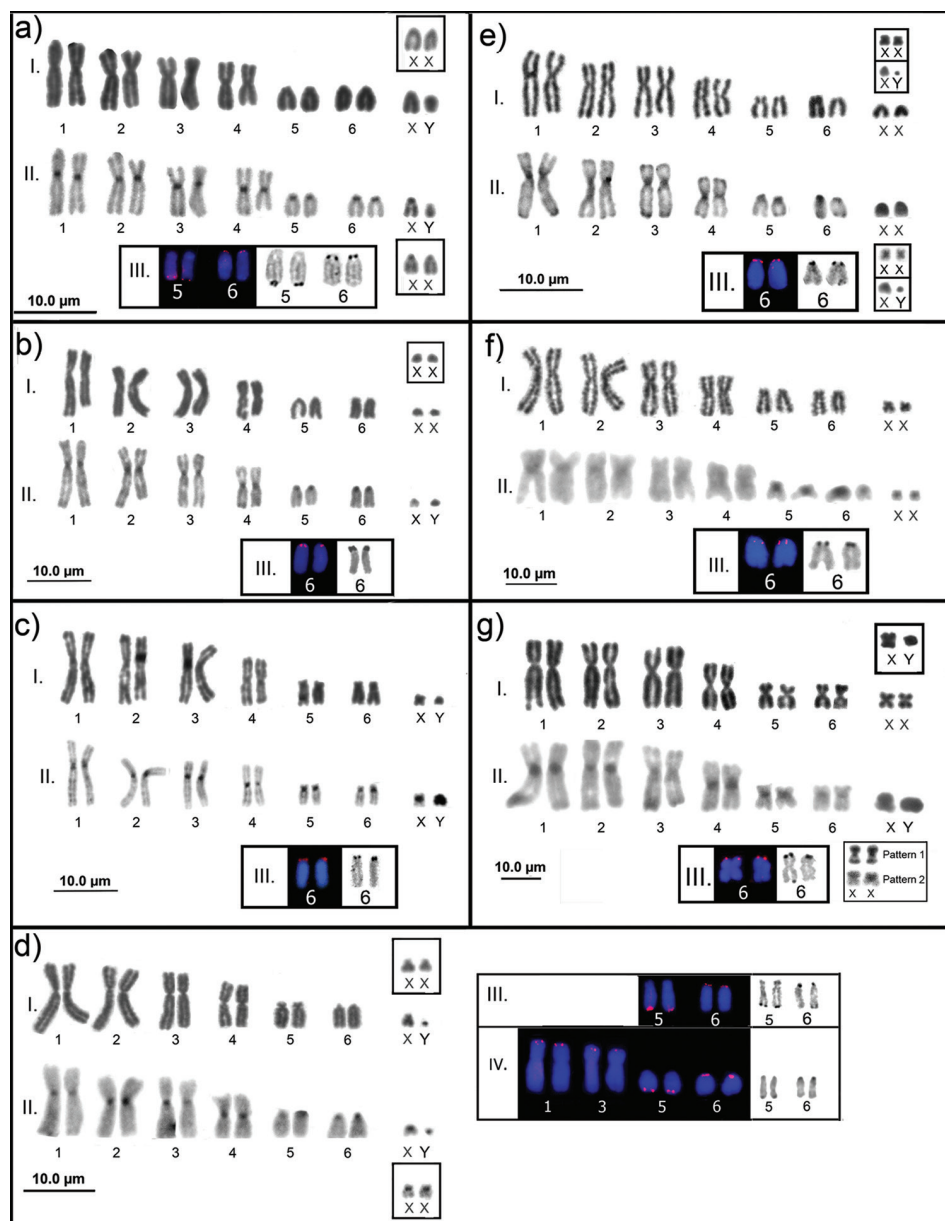 a)
X X
I.
1 2 3 4 5 6 X Y
II.
1 2 3 4 5 6 X Y
III.
5 6 5 6
X X
10.0 µm
b)
X X
I.
1 2 3 4 5 6 X X
II.
1 2 3 4 5 6 X Y
III.
6 6
10.0 µm
c)
I.
1 2 3 4 5 6 X Y
II.
1 2 3 4 5 6 X Y
III.
6 6
10.0 µm
d)
X X
I.
1 2 3 4 5 6 X Y
II.
1 2 3 4 5 6 X Y
10.0 µm
X X
III.
5 6 5 6
IV.
1 3 5 6 5 6
e)
X X
X Y
I.
1 2 3 4 5 6 X X
II.
1 2 3 4 5 6 X X
III.
6 6
X X
X Y
10.0 µm
f)
I.
1 2 3 4 5 6 X X
II.
1 2 3 4 5 6 X X
III.
6 6
10.0 µm
g)
X Y
I.
1 2 3 4 5 6 X X
II.
1 2 3 4 5 6 X Y
III.
6 6
Pattern 1
Pattern 2
X X
10.0 µm